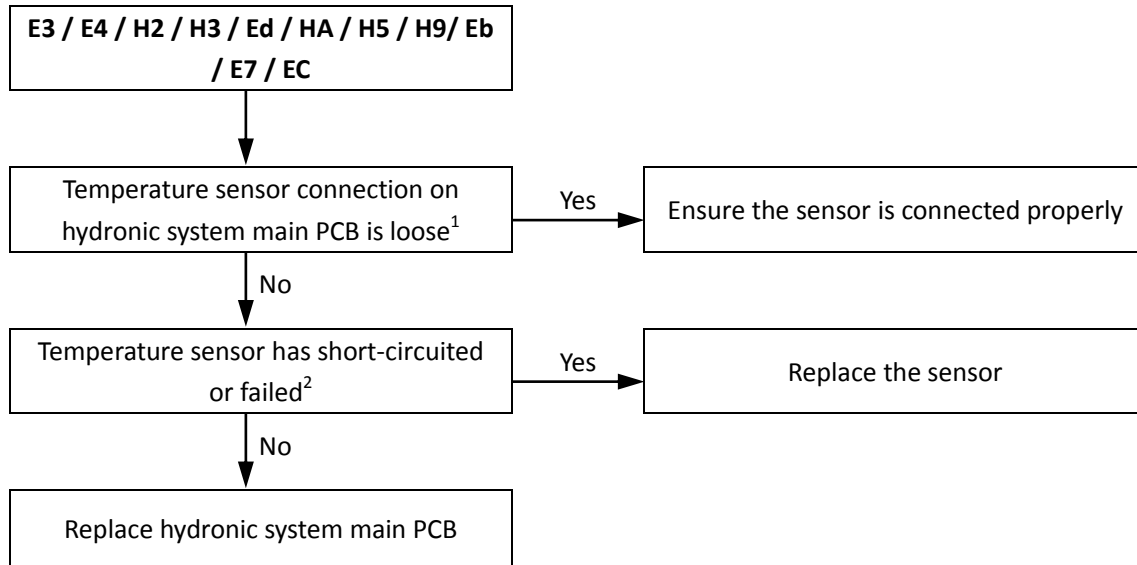 E3 / E4 / H2 / H3 / Ed / HA / H5 / H9/ Eb
/ E7 / EC
Temperature sensor connection on
hydronic system main PCB is loose1
Yes
Ensure the sensor is connected properly
No
Temperature sensor has short-circuited
or failed2
Yes
Replace the sensor
No
Replace hydronic system main PCB